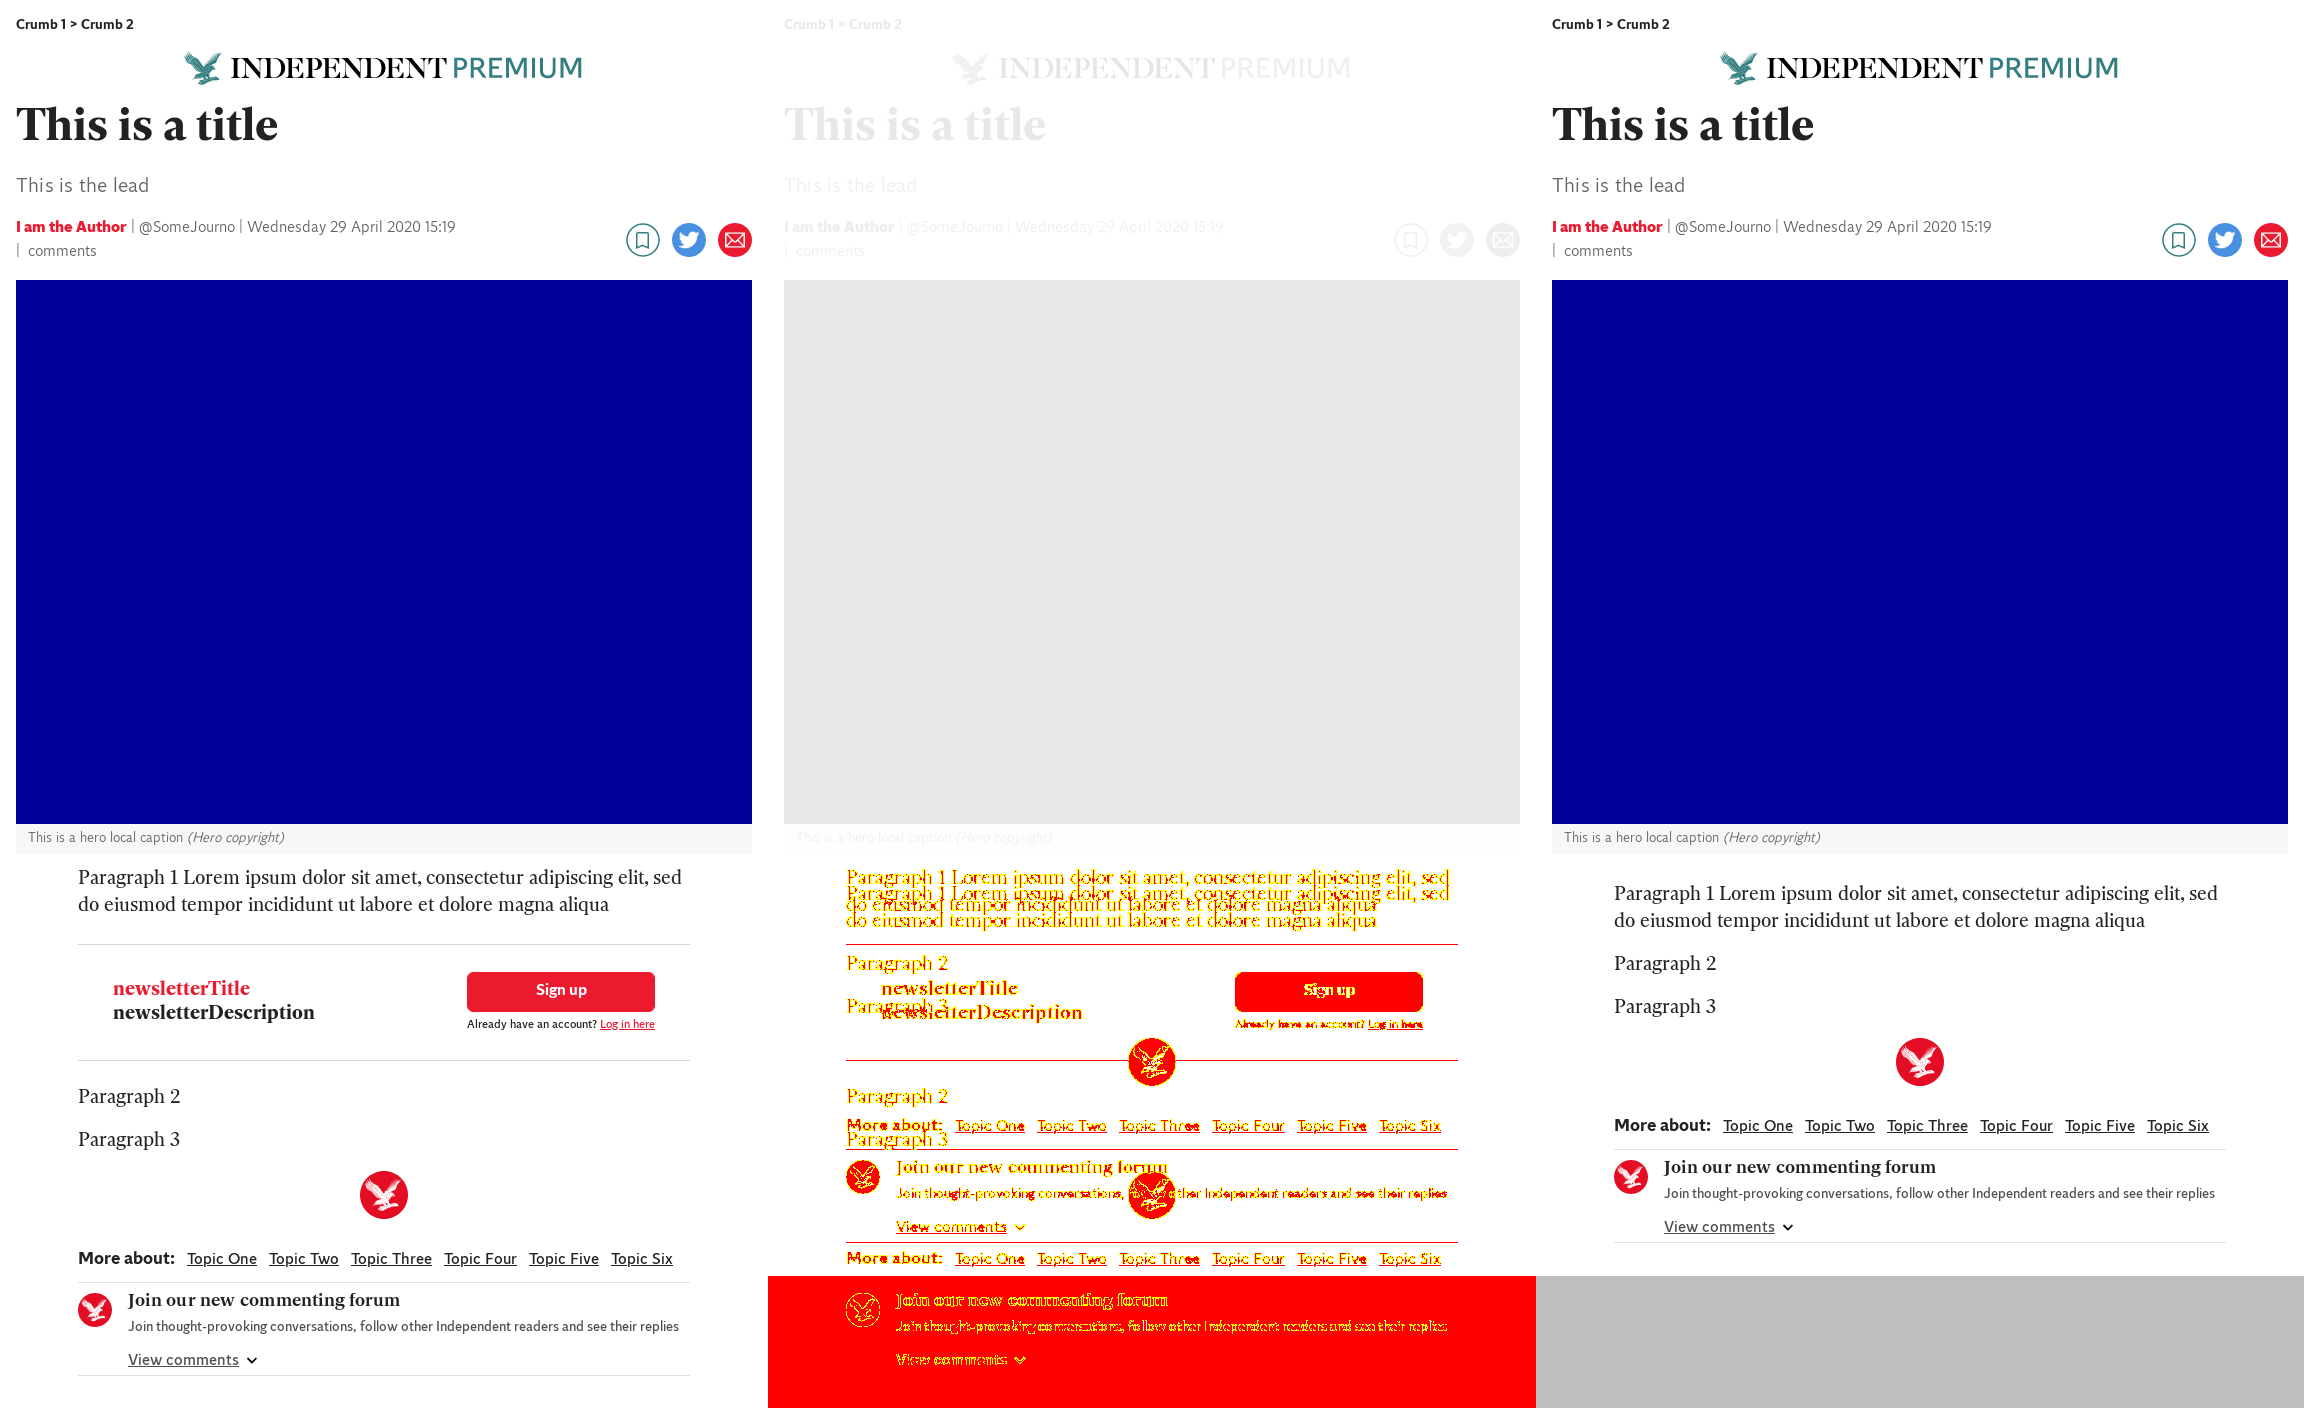 Crumb 1 > Crumb 2
INDEPENDENT PREMIUM
This is a title
This is the lead
I am the Author | @SomeJourno | Wednesday 29 April 2020 15:19
| comments
This is a hero local caption (Hero copyright)
Paragraph 1 Lorem ipsum dolor sit amet, consectetur adipiscing elit, sed
do eiusmod tempor incididunt ut labore et dolore magna aliqua
newsletterTitle
newsletterDescription
Sign up
Already have an account? Log in here
Paragraph 2
Paragraph 3
More about: Topic One Topic Two Topic Three Topic Four Topic Five Topic Six
Join our new commenting forum
Join thought-provoking conversations, follow other Independent readers and see their replies
View comments
Crumb 1 > Crumb 2
INDEPENDENT PREMIUM
This is a title
This is the lead
I am the Author | @SomeJourno | Wednesday 29 April 2020 15:19
| comments
This is a hero local caption (Hero copyright)
Paragraph 1 Lorem ipsum dolor sit amet, consectetur adipiscing elit, sed
Paragraph 1 Lorem ipsum dolor sit amet, consectetur adipiscing elit, sed
do eiusmod tempor incididunt ut labore et dolore magna aliqua
do eiusmod tempor incididunt ut labore et dolore magna aliqua
Paragraph 2
newsletterTitle
Paragraph 3
newsletterDescription
Sign up
Already have an account? Log in here
Paragraph 2
More about: Topic One Topic Two Topic Three Topic Four Topic Five Topic Six
Paragraph 3
Join our new commenting forum
Join thought-provoking conversations, other Independent readers and see their replies
View comments
More about: Topic One Topic Two Topic Three Topic Four Topic Five Topic Six
Join our new commenting forum
Join thought-provoking conversations, follow other Independent readers and see their replies
View comments
Crumb 1 > Crumb 2
INDEPENDENT PREMIUM
This is a title
This is the lead
I am the Author | @SomeJourno | Wednesday 29 April 2020 15:19
| comments
This is a hero local caption (Hero copyright)
Paragraph 1 Lorem ipsum dolor sit amet, consectetur adipiscing elit, sed
do eiusmod tempor incididunt ut labore et dolore magna aliqua
Paragraph 2
Paragraph 3
More about: Topic One Topic Two Topic Three Topic Four Topic Five Topic Six
Join our new commenting forum
Join thought-provoking conversations, follow other Independent readers and see their replies
View comments